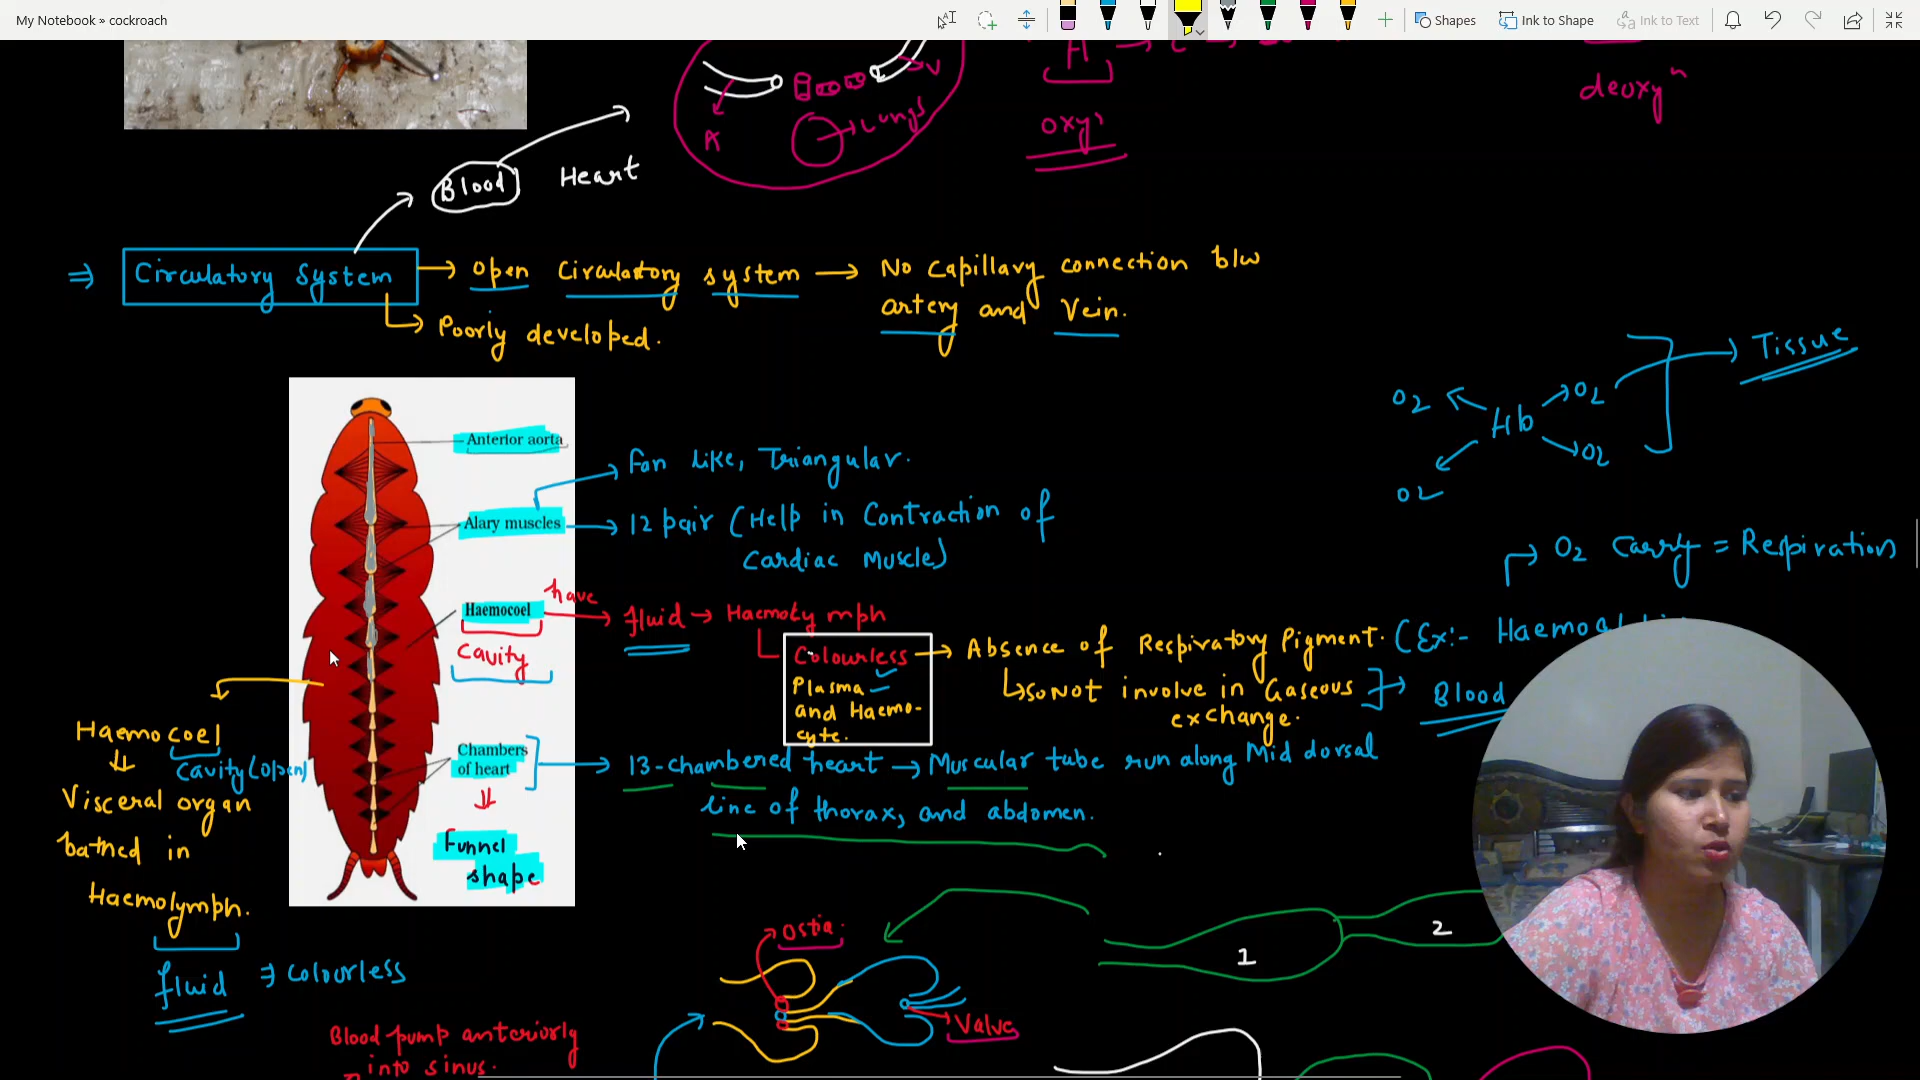 My Notebook » cockroach
Shapes
Ink to Shape
Ink to Text
A
V
Lungs
H
oxy'
deoxyⁿ
Blood
Heart
⇒ Circulatory System → open Circulatory system → No Capillary connection b/w
artery and Vein.
Poorly developed.
Tissue
O2
Hb
O2
O2
O2
Anterior aorta
Fan like, Triangular.
Alary muscles → 12 pair (Help in Contraction of
Cardiac Muscle)
O2 Carry = Respiration
Haemocoel have → fluid → Haemoly mph
Cavity
Colourless → Absence of Respiratory Pigment. (Ex:-
Plasma
and Haemo-
cyte.
↳ so not involve in Gaseous
exchange.
Blood
Haemocoel
Cavity (open)
Visceral organ
bathed in
Haemolymph.
fluid ⇒ Colourless
Chambers
of heart
13-chambered heart → Muscular tube run along Mid dorsal
line of thorax, and abdomen.
Funnel
shape
Ostia.
Valve
1
2
Blood pump anteriorly
into sinus.